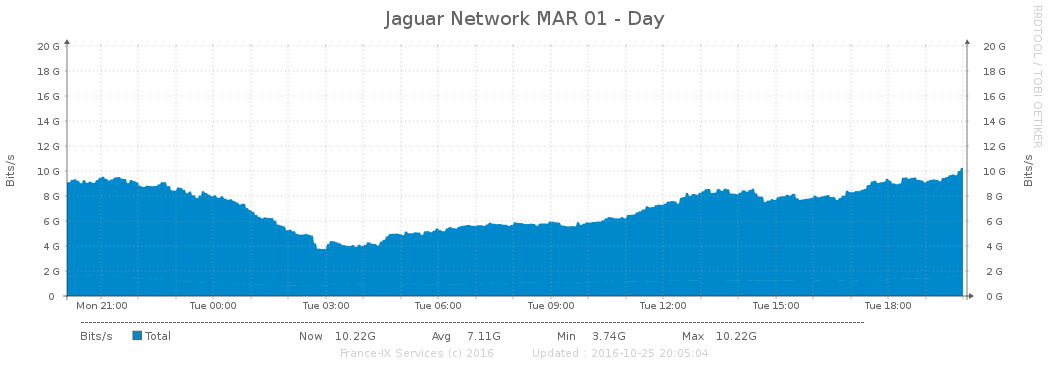 Jaguar Network MAR 01 - Day
RRDTOOL / TOBI OETIKER
Bits/s
20 G 20 G
18 G 18 G
16 G 16 G
14 G 14 G
12 G 12 G
10 G 10 G
8 G 8 G
6 G 6 G
4 G 4 G
2 G 2 G
0 0 G
Bits/s
Mon 21:00 Tue 00:00 Tue 03:00 Tue 06:00 Tue 09:00 Tue 12:00 Tue 15:00 Tue 18:00
Bits/s Total Now 10.22G Avg 7.11G Min 3.74G Max 10.22G
France-IX Services (c) 2016 Updated : 2016-10-25 20:05:04